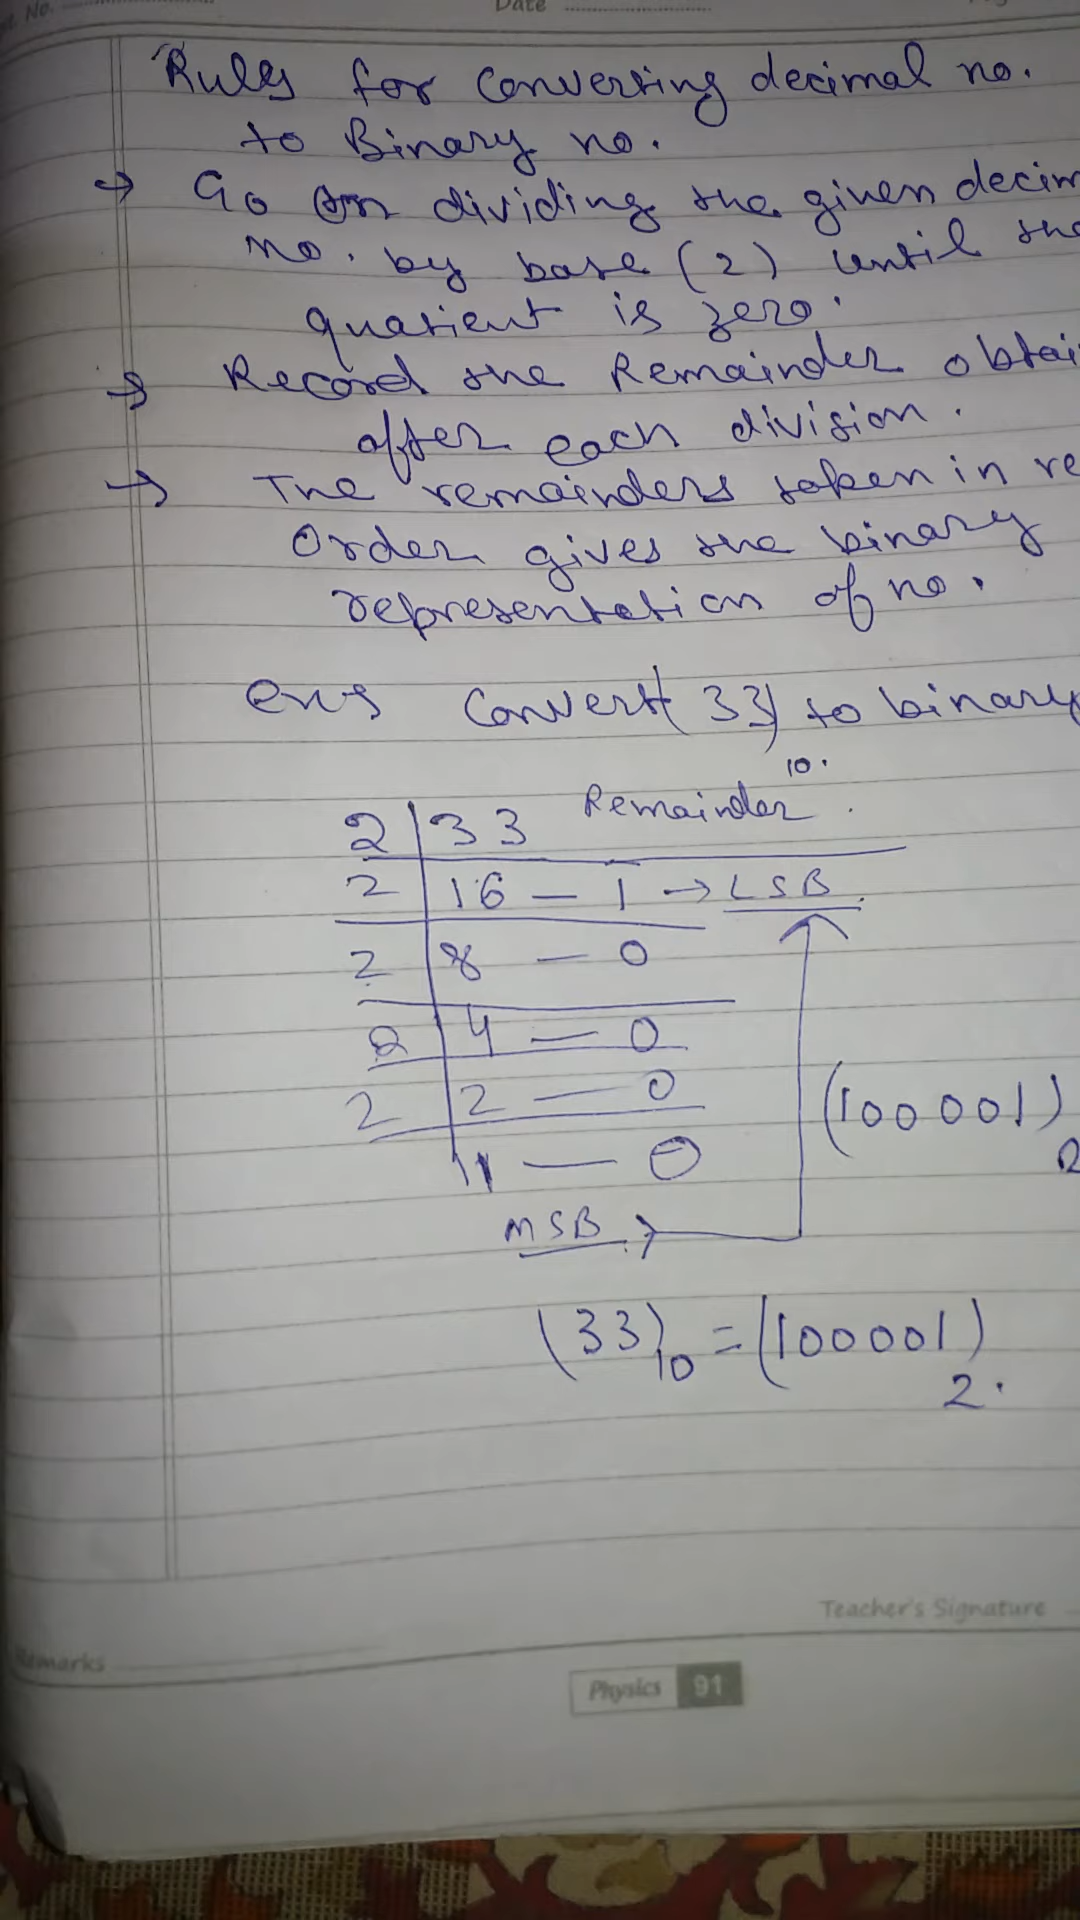 No.
Date
Rules for converting decimal no.
to Binary no.
→ Go on dividing the given decim
no. by base (2) until the
quatient is zero.
→ Record the Remainder obtai
after each division.
→ The remainders taken in re
Order gives the binary
representation of no.
Convert (33)10 to binary
2 | 33 Remainder.
2 | 16 — 1 → LSB
2 | 8 — 0
2 | 4 — 0
2 | 2 — 0
(100001)2
1 — 0
MSB →
(33)10 = (100001)2.
Teacher's Signature
Remarks
Physics 91